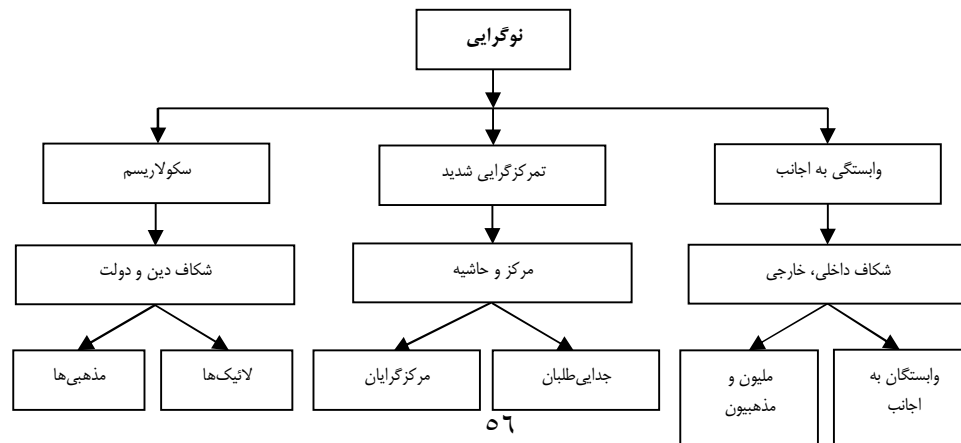 نوگرایی
وابستگی به اجانب
تمرکزگرایی شدید
سکولاریسم
شکاف داخلی، خارجی
مرکز و حاشیه
شکاف دین و دولت
وابستگان به
اجانب
ملیون و
مذهبیون
جدایی‌طلبان
مرکزگرایان
لائیک‌ها
مذهبی‌ها
٥٦